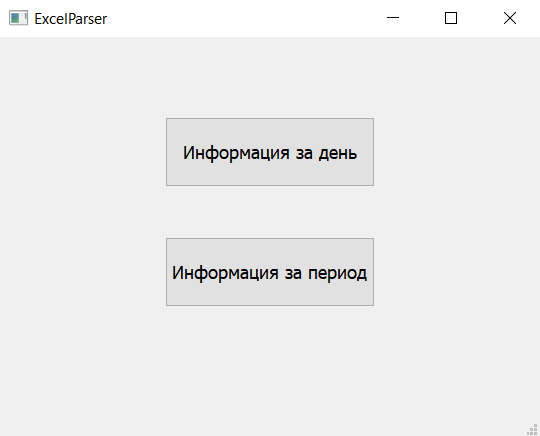 ExcelParser
Информация за день
Информация за период